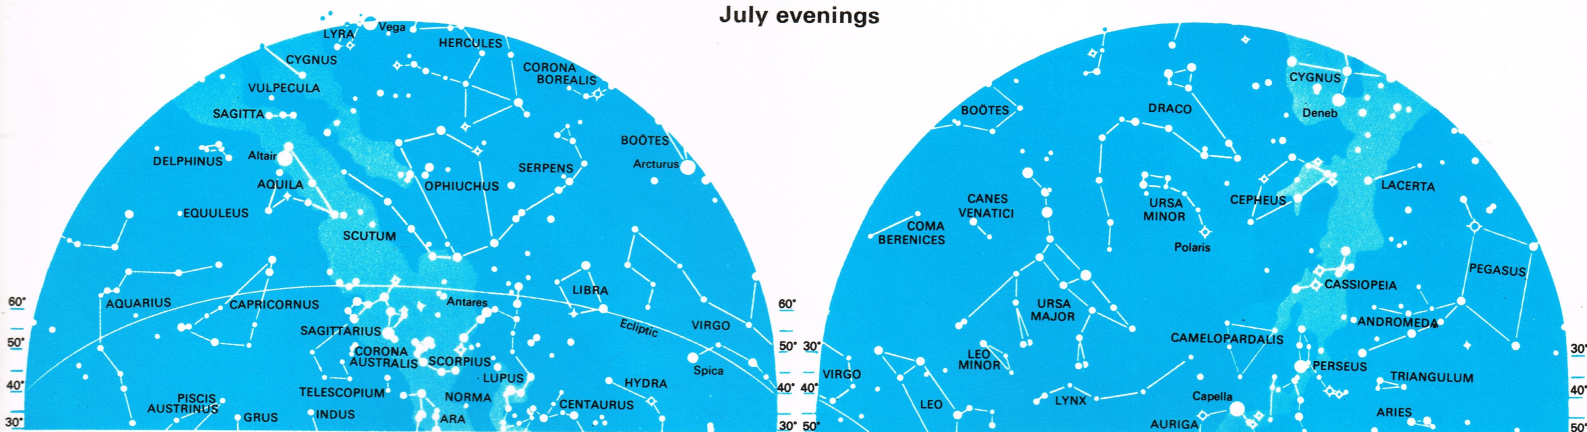 July evenings
LYRA
Vega
HERCULES
CYGNUS
CORONA
BOREALIS
VULPECULA
SAGITTA
BOÖTES
DELPHINUS
Altair
SERPENS
Arcturus
AQUILA
OPHIUCHUS
EQUULEUS
SCUTUM
AQUARIUS
CAPRICORNUS
Antares
LIBRA
Ecliptic
VIRGO
SAGITTARIUS
CORONA
AUSTRALIS
SCORPIUS
Spica
LUPUS
TELESCOPIUM
HYDRA
NORMA
PISCIS
AUSTRINUS
CENTAURUS
GRUS
INDUS
ARA
60°
50°
40°
30°
60°
50°
40°
30°
CYGNUS
BOÖTES
DRACO
Deneb
LACERTA
CANES
VENATICI
URSA
MINOR
CEPHEUS
COMA
BERENICES
Polaris
PEGASUS
CASSIOPEIA
URSA
MAJOR
ANDROMEDA
CAMELOPARDALIS
LEO
MINOR
PERSEUS
VIRGO
TRIANGULUM
LEO
LYNX
Capella
ARIES
AURIGA
30°
40°
50°
30°
40°
50°